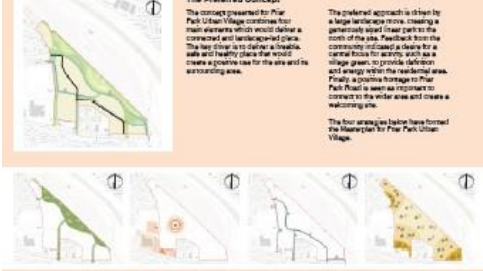 The Preferred Concept
The concept presented for Friar
Park Urban Village combines four
main elements which would deliver a
connected and landscape-led place.
The key driver is to deliver a liveable,
safe and healthy place that would
create a positive use for the site and its
surrounding area.
The preferred approach is driven by
a large landscape move, creating a
generously sized linear park to the
north of the site. Feedback from the
community indicated a desire for a
central focus for activity, such as a
village green, to provide definition
and energy within the residential area.
Finally, a positive frontage to Friar
Park Road is seen as important to
connect to the wider area and create a
welcoming site.
The four strategies below have formed
the Masterplan for Friar Park Urban
Village.